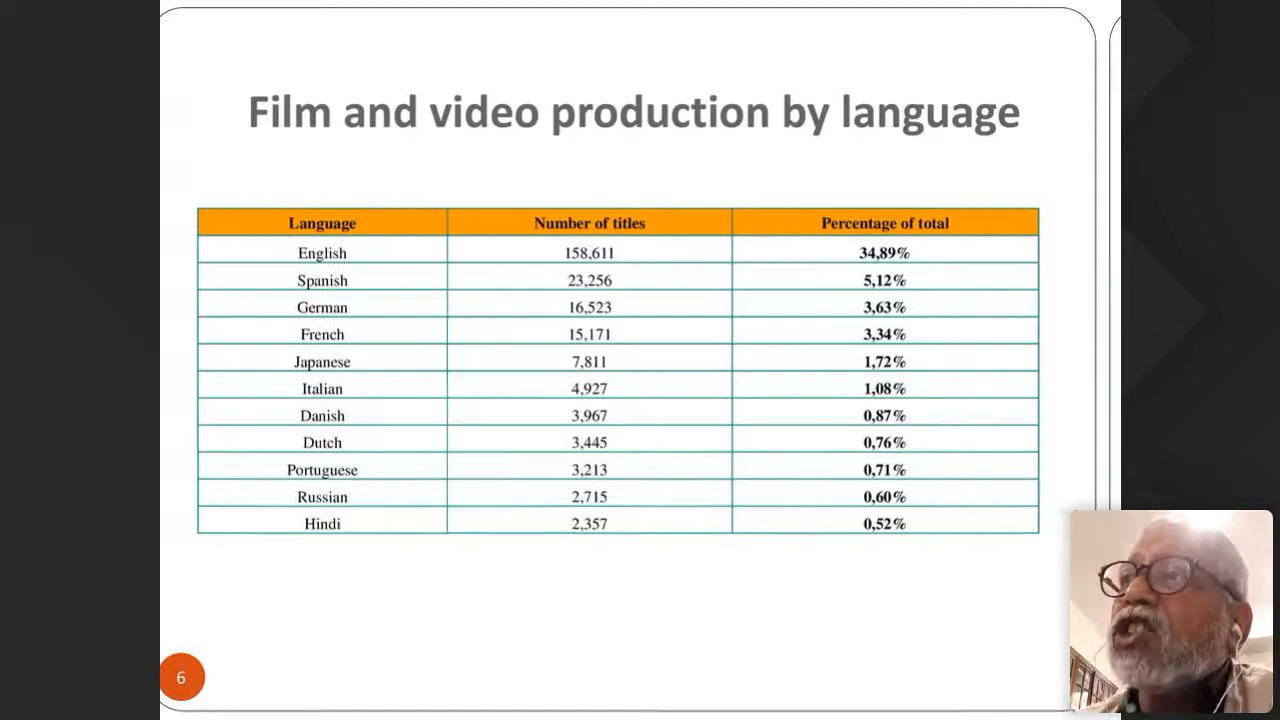 Film and video production by language
Language Number of titles Percentage of total
English 158,611 34,89%
Spanish 23,256 5,12%
German 16,523 3,63%
French 15,171 3,34%
Japanese 7,811 1,72%
Italian 4,927 1,08%
Danish 3,967 0,87%
Dutch 3,445 0,76%
Portuguese 3,213 0,71%
Russian 2,715 0,60%
Hindi 2,357 0,52%
6